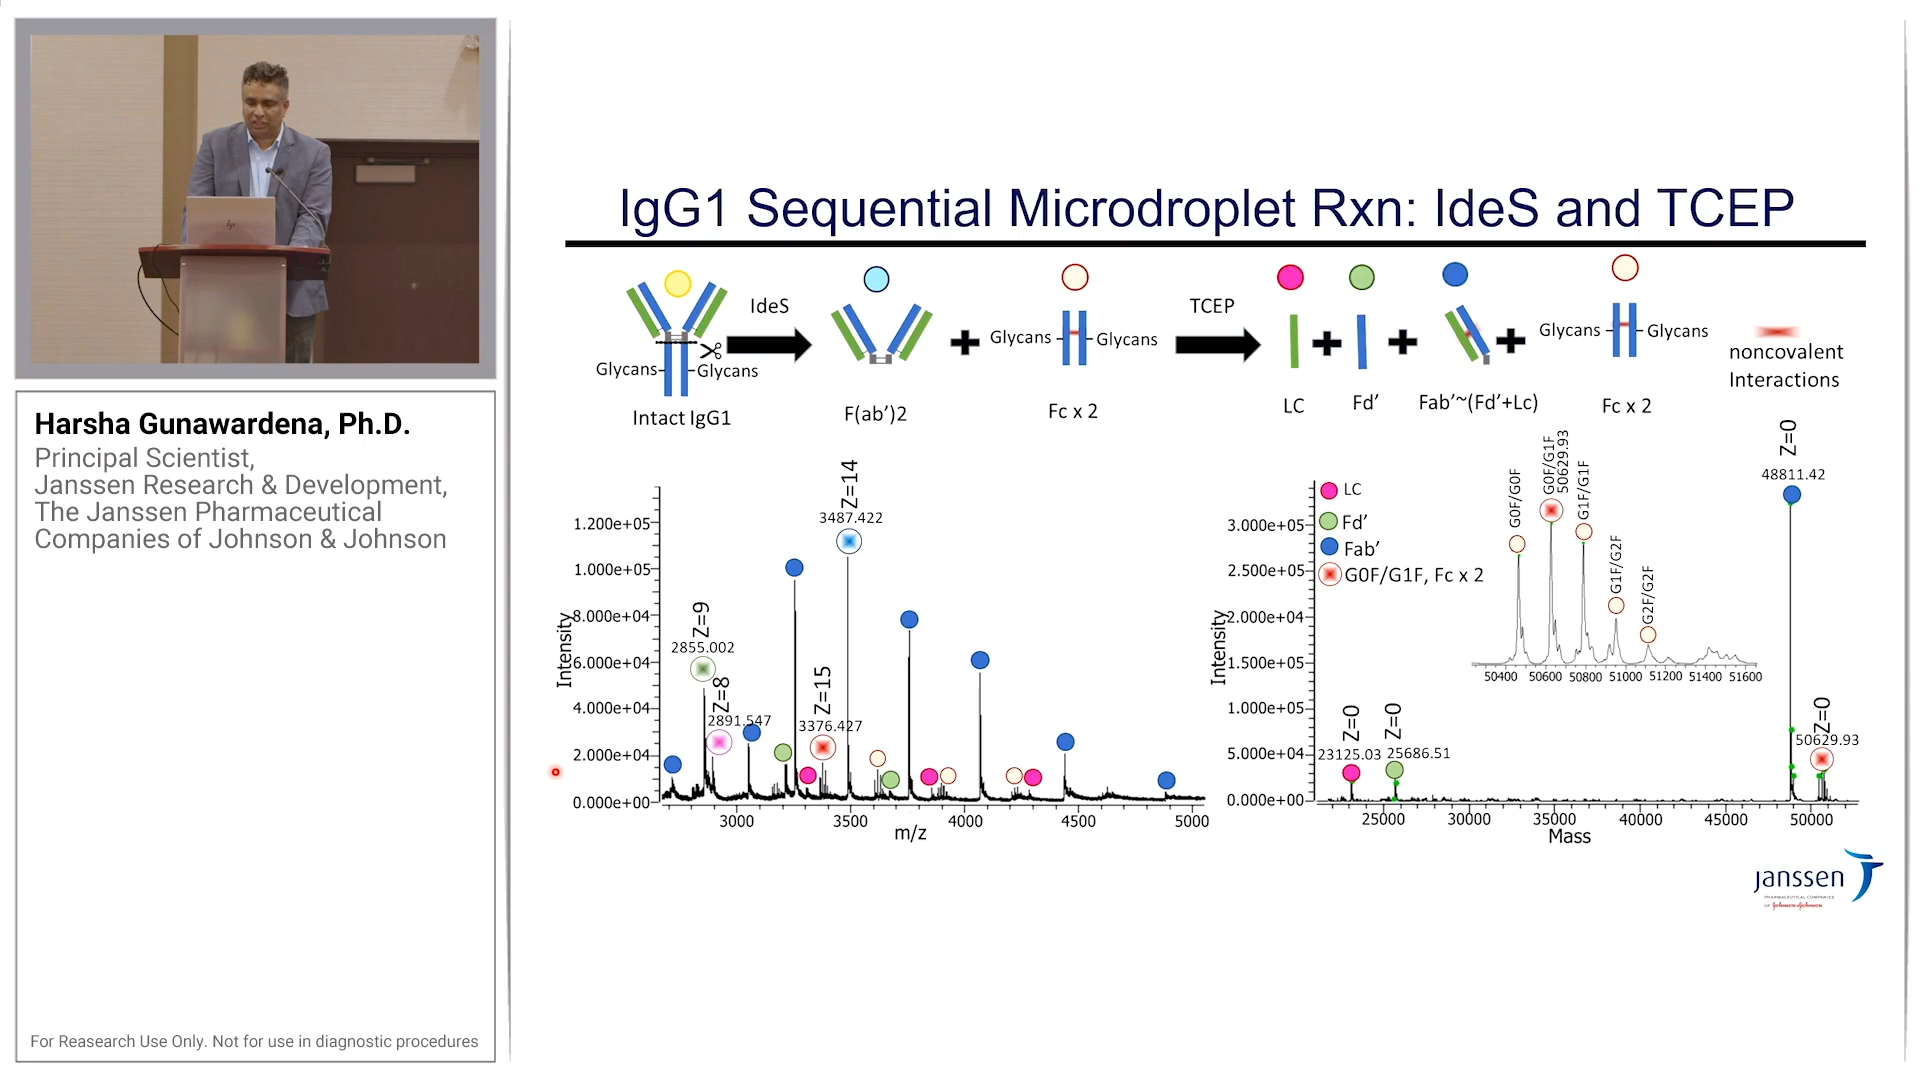 Harsha Gunawardena, Ph.D.
Principal Scientist,
Janssen Research & Development,
The Janssen Pharmaceutical
Companies of Johnson & Johnson
For Reasearch Use Only. Not for use in diagnostic procedures
IgG1 Sequential Microdroplet Rxn: IdeS and TCEP
IdeS
TCEP
Glycans
Glycans
Intact IgG1
F(ab')2
Glycans
Glycans
Fc x 2
LC
Fd'
Fab'~(Fd'+Lc)
Glycans
Glycans
Fc x 2
noncovalent
Interactions
Intensity
1.200e+05
1.000e+05
8.000e+04
6.000e+04
4.000e+04
2.000e+04
0.000e+00
Z=9
2855.002
Z=8
2891.547
Z=15
3376.427
Z=14
3487.422
3000
3500
4000
4500
5000
m/z
LC
Fd'
Fab'
G0F/G1F, Fc x 2
Intensity
3.000e+05
2.500e+05
2.000e+04
1.500e+05
1.000e+05
5.000e+04
0.000e+00
G0F/G0F
G0F/G1F
50629.93
G1F/G1F
G1F/G2F
G2F/G2F
50400
50600
50800
51000
51200
51400
51600
Z=0
23125.03
Z=0
25686.51
Z=0
48811.42
Z=0
50629.93
25000
30000
35000
40000
45000
50000
Mass
Janssen
PHARMACEUTICAL COMPANIES
OF Johnson&Johnson
hp